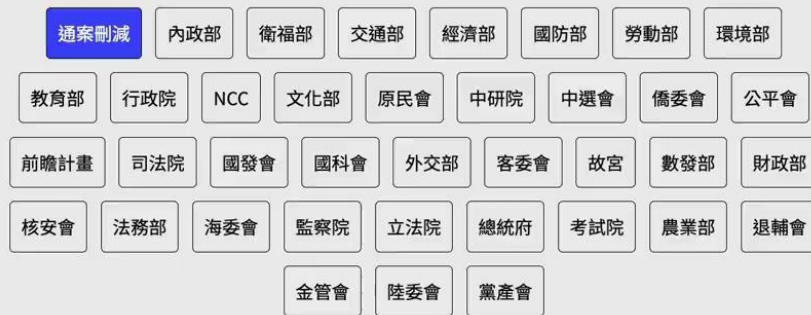 通案刪減 內政部 衛福部 交通部 經濟部 國防部 勞動部 環境部
教育部 行政院 NCC 文化部 原民會 中研院 中選會 僑委會 公平會
前瞻計畫 司法院 國發會 國科會 外交部 客委會 故宮 數發部 財政部
核安會 法務部 海委會 監察院 立法院 總統府 考試院 農業部 退輔會
金管會 陸委會 黨產會